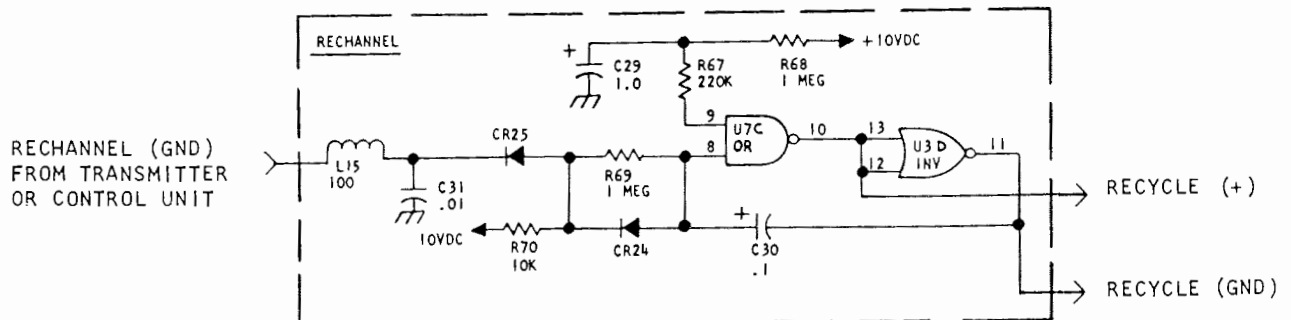 RECHANNEL
+
C29
1.0
R67
220K
R68
1 MEG
+10VDC
RECHANNEL (GND)
FROM TRANSMITTER
OR CONTROL UNIT
L15
100
C31
.01
CR25
R69
1 MEG
9
8
U7C
OR
10
13
12
U3D
INV
11
RECYCLE (+)
10VDC
R70
10K
CR24
+
C30
.1
RECYCLE (GND)